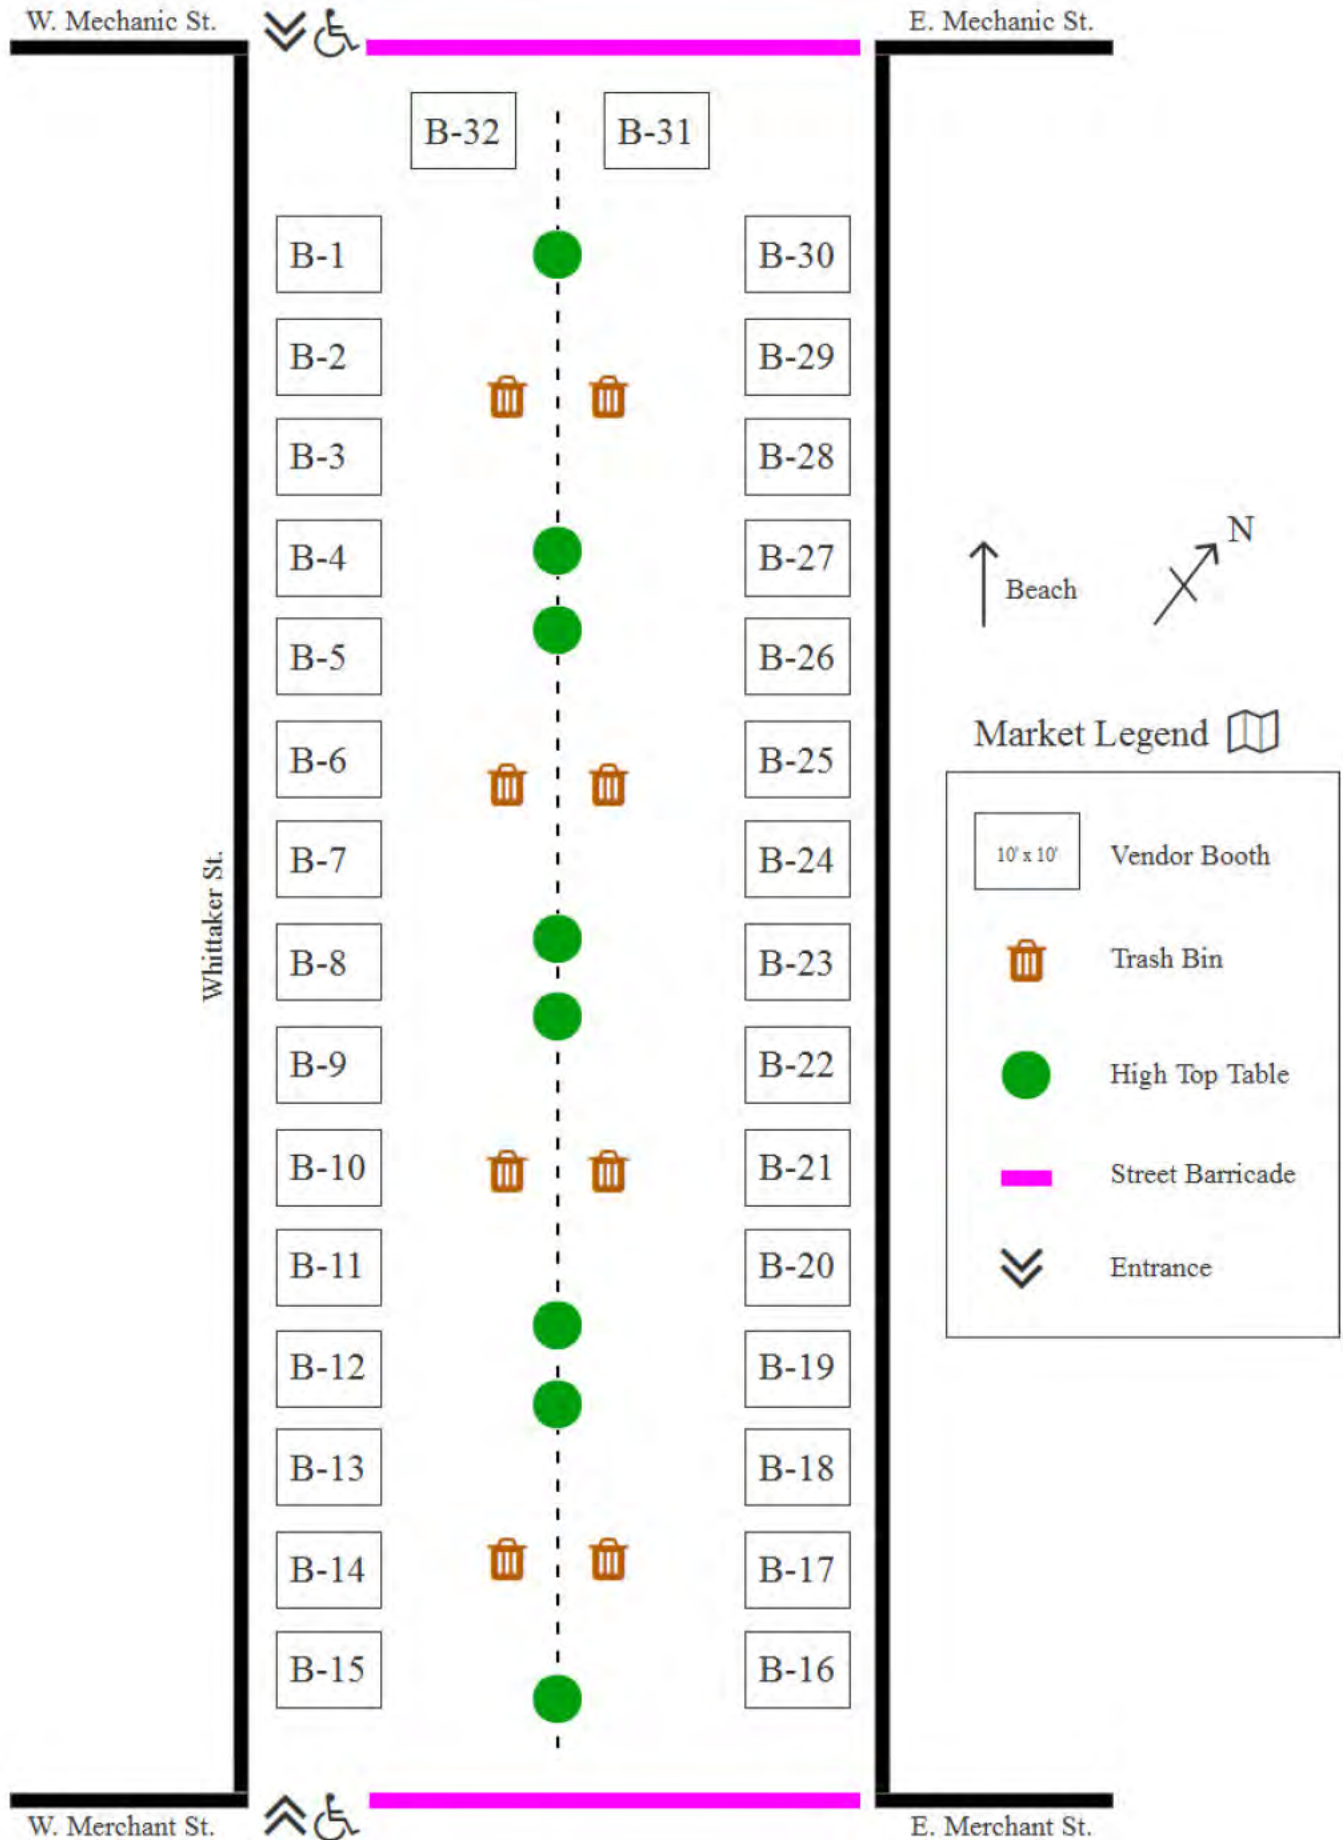 W. Mechanic St.
E. Mechanic St.
B-32
B-31
B-1
B-30
B-2
B-29
B-3
B-28
B-4
B-27
N
Beach
B-5
B-26
Market Legend
B-6
B-25
10' x 10'
Vendor Booth
B-7
B-24
Whittaker St.
B-8
B-23
Trash Bin
B-9
B-22
High Top Table
B-10
B-21
Street Barricade
B-11
B-20
Entrance
B-12
B-19
B-13
B-18
B-14
B-17
B-15
B-16
W. Merchant St.
E. Merchant St.